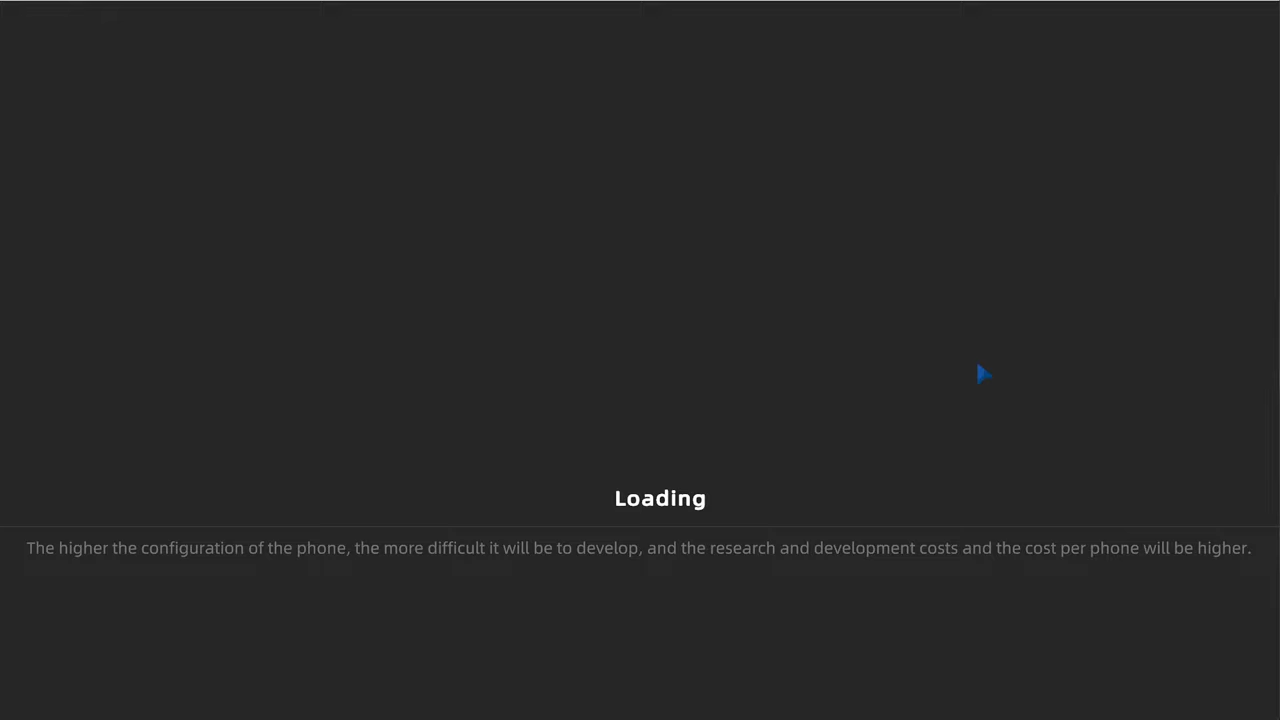 Loading
The higher the configuration of the phone, the more difficult it will be to develop, and the research and development costs and the cost per phone will be higher.